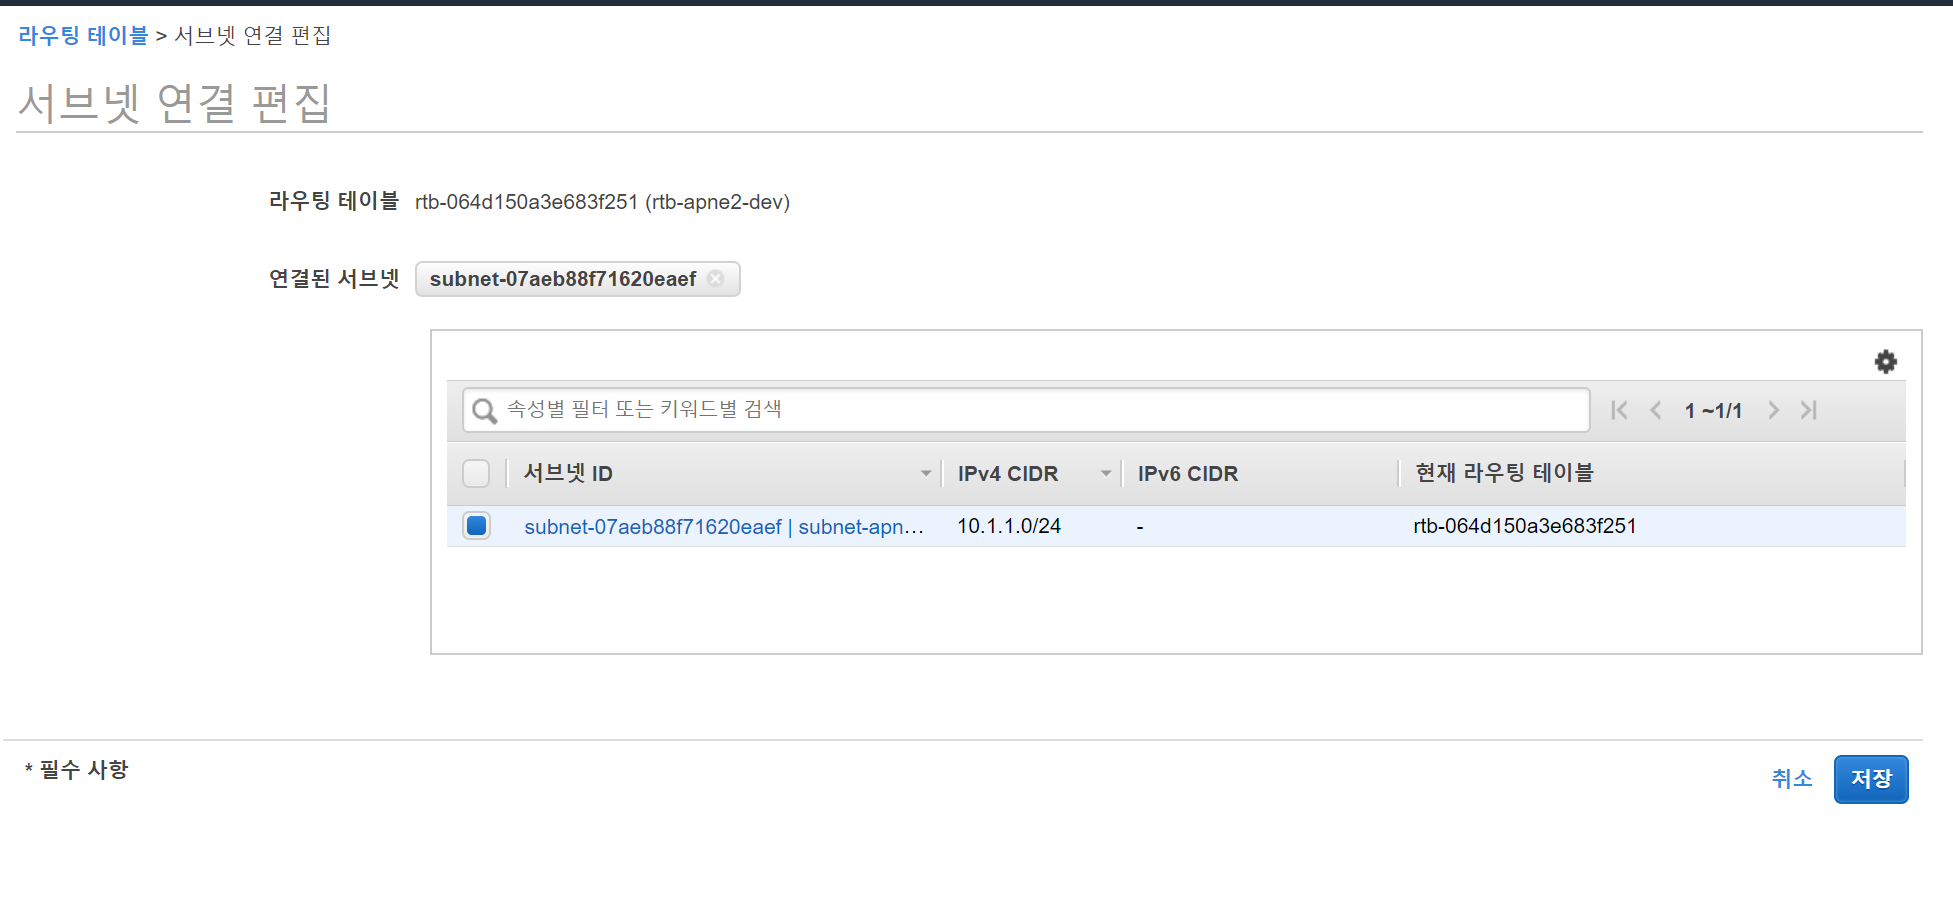 라우팅 테이블 > 서브넷 연결 편집
서브넷 연결 편집
라우팅 테이블 rtb-064d150a3e683f251 (rtb-apne2-dev)
연결된 서브넷 subnet-07aeb88f71620eaef
속성별 필터 또는 키워드별 검색 1 ~1/1
서브넷 ID IPv4 CIDR IPv6 CIDR 현재 라우팅 테이블
subnet-07aeb88f71620eaef | subnet-apn... 10.1.1.0/24 - rtb-064d150a3e683f251
* 필수 사항
취소 저장